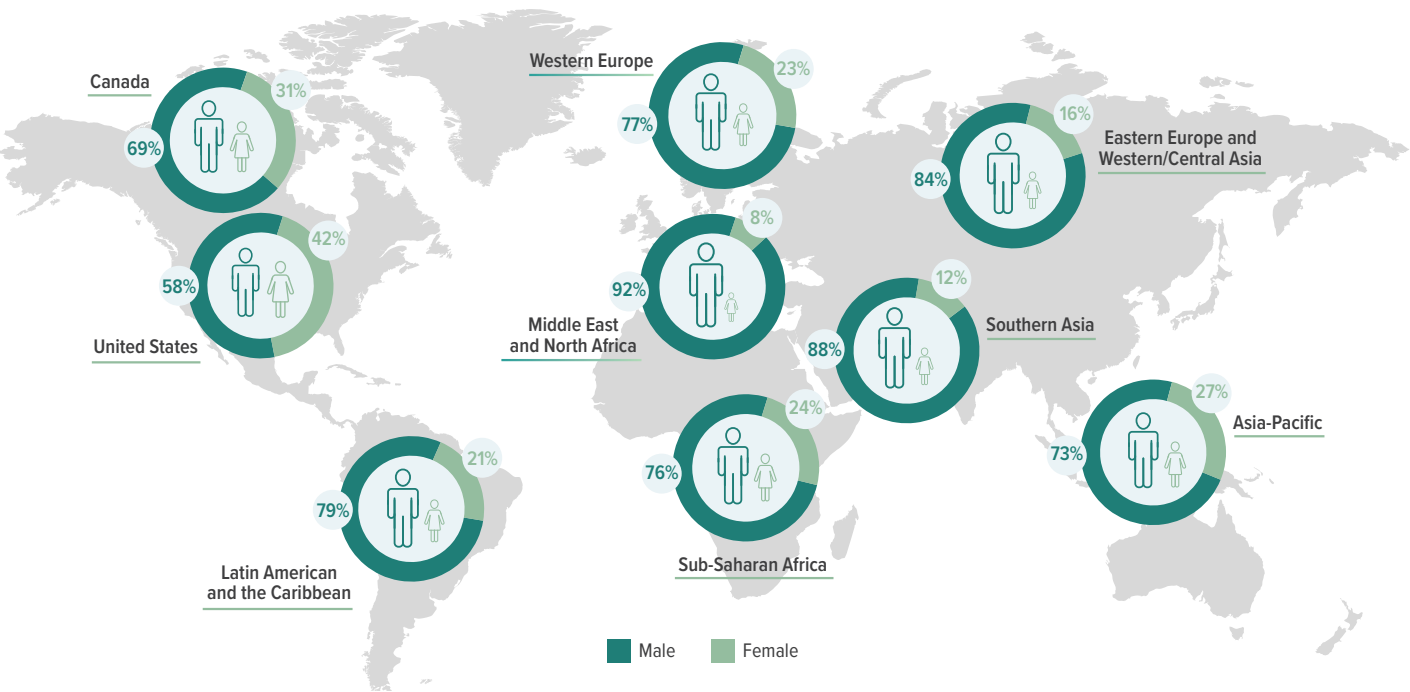 Canada
31%
69%
42%
58%
United States
21%
79%
Latin American
and the Caribbean
Western Europe
23%
77%
8%
92%
Middle East
and North Africa
24%
76%
Sub-Saharan Africa
16%
84%
Eastern Europe and
Western/Central Asia
12%
88%
Southern Asia
27%
73%
Asia-Pacific
Male
Female